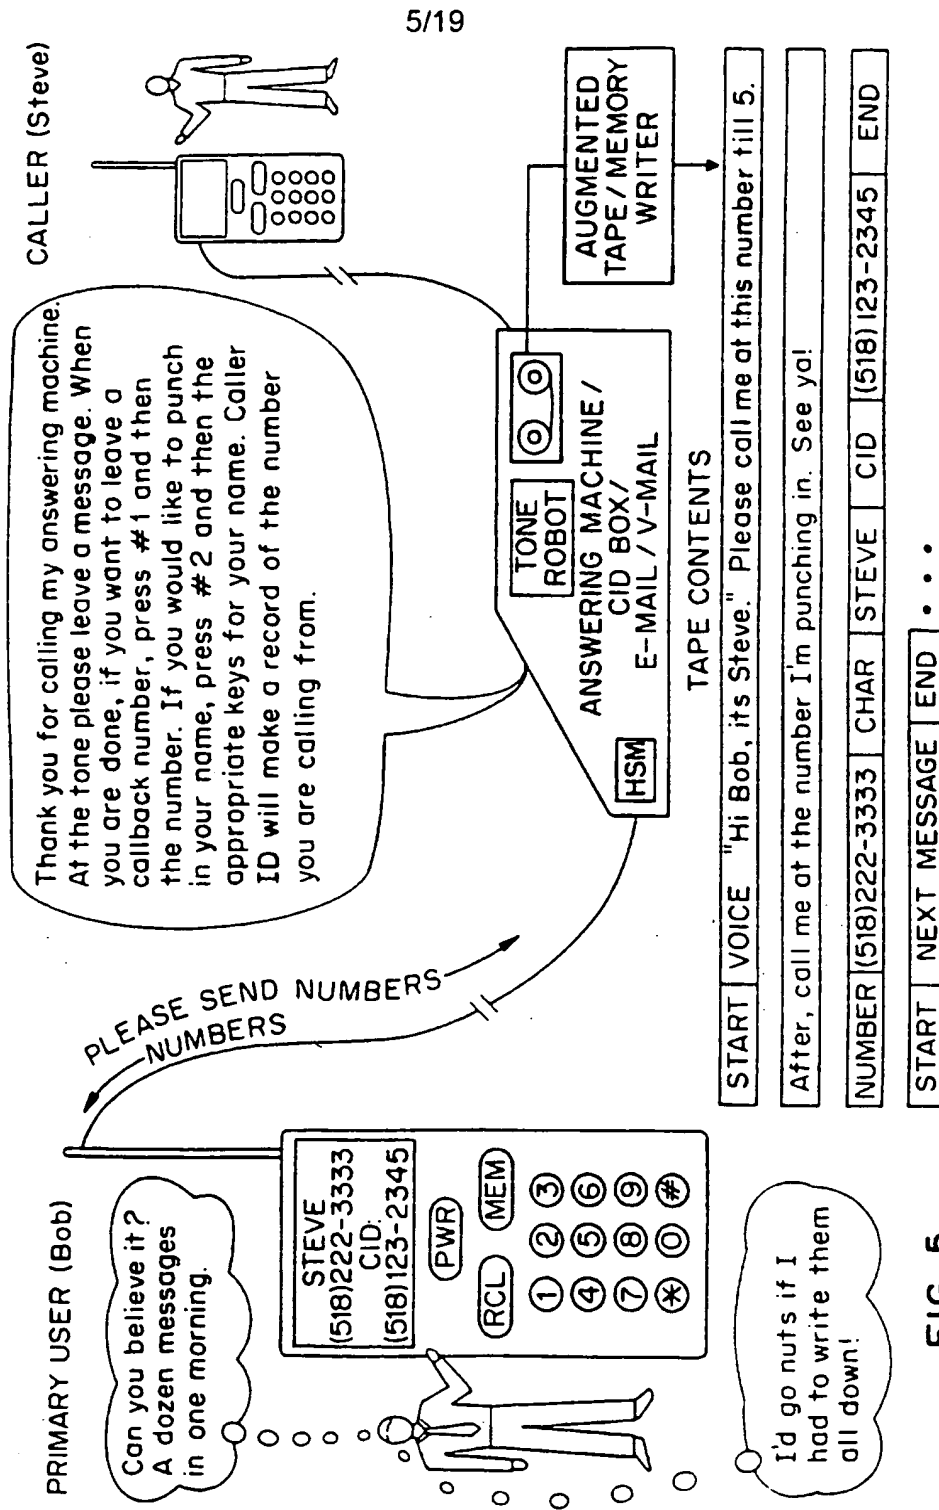 5/19
PRIMARY USER (Bob)
Can you believe it?
A dozen messages
in one morning.
PLEASE SEND NUMBERS
NUMBERS
STEVE
(518)222-3333
CID:
(518)123-2345
PWR
RCL MEM
1 2 3
4 5 6
7 8 9
* 0 #
I'd go nuts if I
had to write them
all down!
CALLER (Steve)
Thank you for calling my answering machine.
At the tone please leave a message. When
you are done, if you want to leave a
callback number, press #1 and then
the number. If you would like to punch
in your name, press #2 and then the
appropriate keys for your name. Caller
ID will make a record of the number
you are calling from.
TONE
ROBOT
ANSWERING MACHINE/
CID BOX/
E-MAIL / V-MAIL
HSM
AUGMENTED
TAPE/MEMORY
WRITER
TAPE CONTENTS
START VOICE "Hi Bob, its Steve." Please call me at this number till 5.
After, call me at the number I'm punching in. See ya!
NUMBER (518)222-3333 CHAR STEVE CID (518)123-2345 END
START NEXT MESSAGE END • • •
FIG. 5